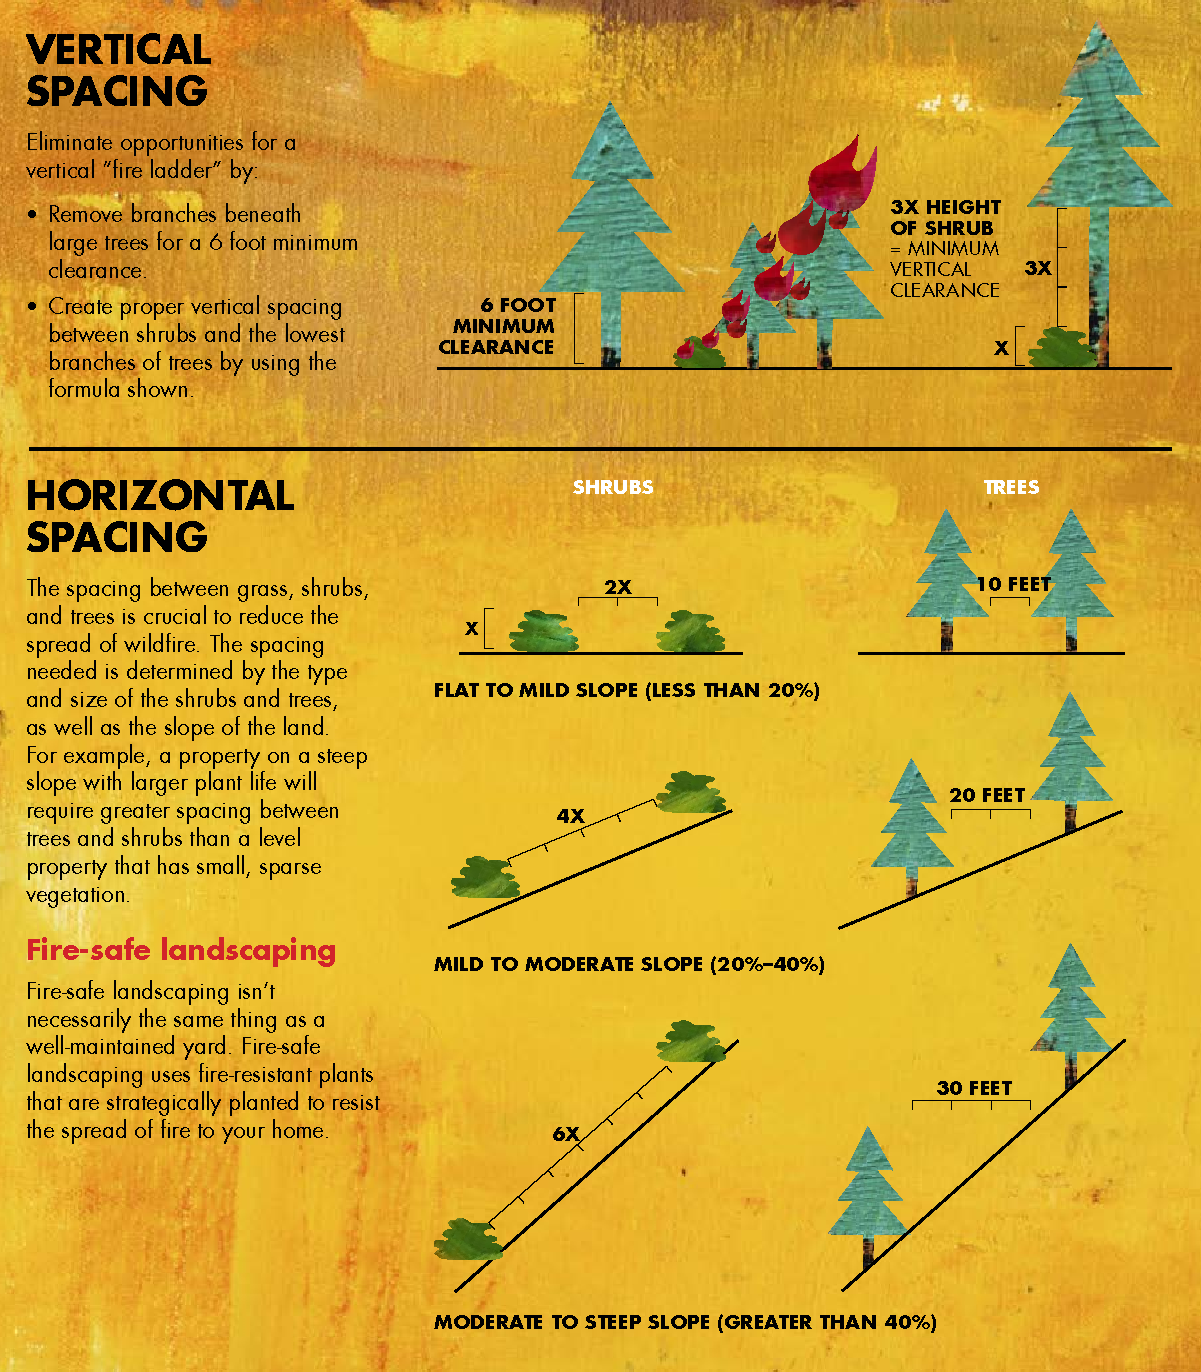 VERTICAL
SPACING
Eliminate opportunities for a
vertical “fire ladder” by:
• Remove branches beneath
large trees for a 6 foot minimum
clearance.
• Create proper vertical spacing
between shrubs and the lowest
branches of trees by using the
formula shown.
6 FOOT
MINIMUM
CLEARANCE
3X HEIGHT
OF SHRUB
= MINIMUM
VERTICAL
CLEARANCE
3X
X
HORIZONTAL
SPACING
The spacing between grass, shrubs,
and trees is crucial to reduce the
spread of wildfire. The spacing
needed is determined by the type
and size of the shrubs and trees,
as well as the slope of the land.
For example, a property on a steep
slope with larger plant life will
require greater spacing between
trees and shrubs than a level
property that has small, sparse
vegetation.
Fire-safe landscaping
Fire-safe landscaping isn’t
necessarily the same thing as a
well-maintained yard. Fire-safe
landscaping uses fire-resistant plants
that are strategically planted to resist
the spread of fire to your home.
SHRUBS
TREES
2X
X
10 FEET
FLAT TO MILD SLOPE (LESS THAN 20%)
4X
20 FEET
MILD TO MODERATE SLOPE (20%–40%)
6X
30 FEET
MODERATE TO STEEP SLOPE (GREATER THAN 40%)